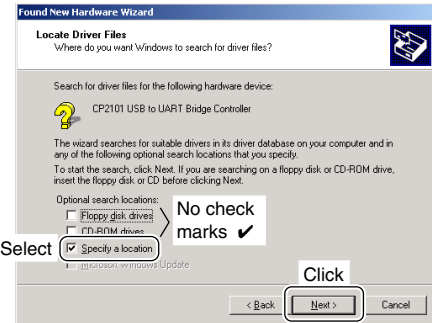 Found New Hardware Wizard
Locate Driver Files
Where do you want Windows to search for driver files?
Search for driver files for the following hardware device:
CP2101 USB to UART Bridge Controller
The wizard searches for suitable drivers in its driver database on your computer and in
any of the following optional search locations that you specify.
To start the search, click Next. If you are searching on a floppy disk or CD-ROM drive,
insert the floppy disk or CD before clicking Next.
Optional search locations:
Floppy disk drives
CD-ROM drives
No check
marks ✔
Select
Specify a location
Microsoft Windows Update
Click
< Back
Next >
Cancel